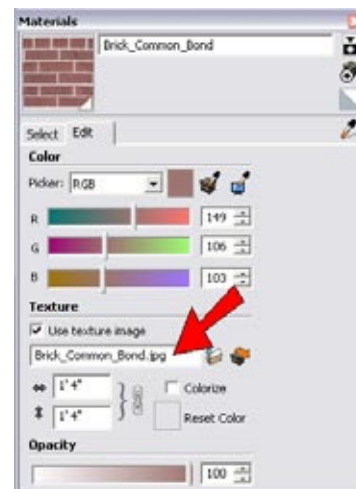 Materials
Brick_Common_Bond
Select Edit
Color
Picker: RGB
R 149
G 106
B 103
Texture
Use texture image
Brick_Common_Bond.jpg
1' 4" Colorize
1' 4" Reset Color
Opacity
100